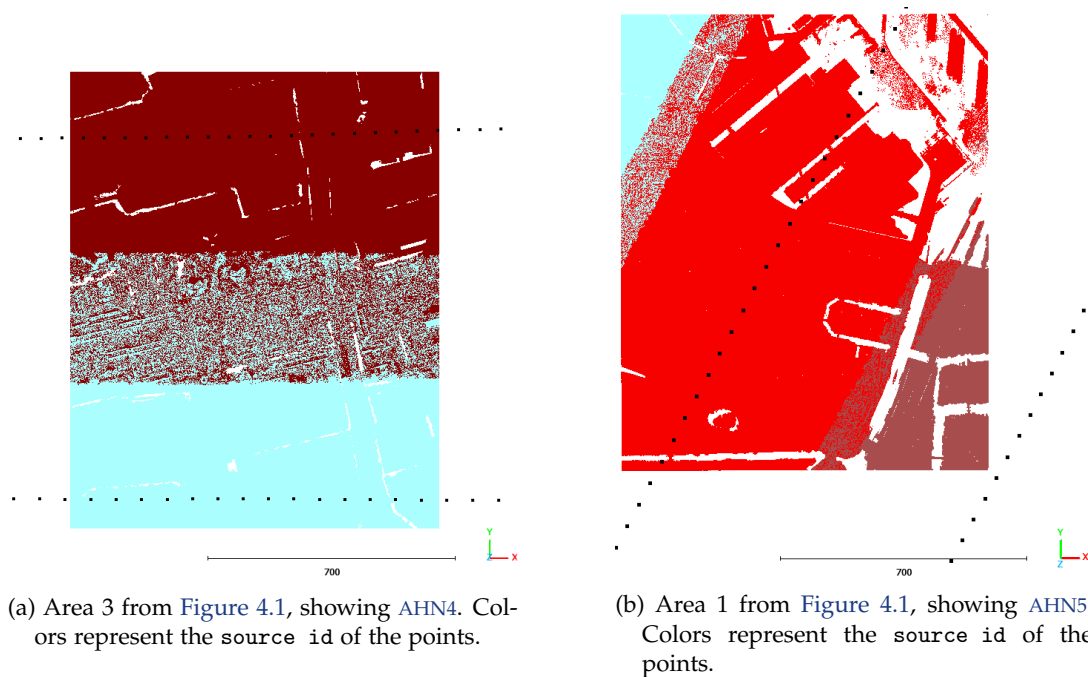 Y
Z X
700
(a) Area 3 from Figure 4.1, showing AHN4. Col-
ors represent the source id of the points.
Y
X
Z
700
(b) Area 1 from Figure 4.1, showing AHN5
Colors represent the source id of the
points.